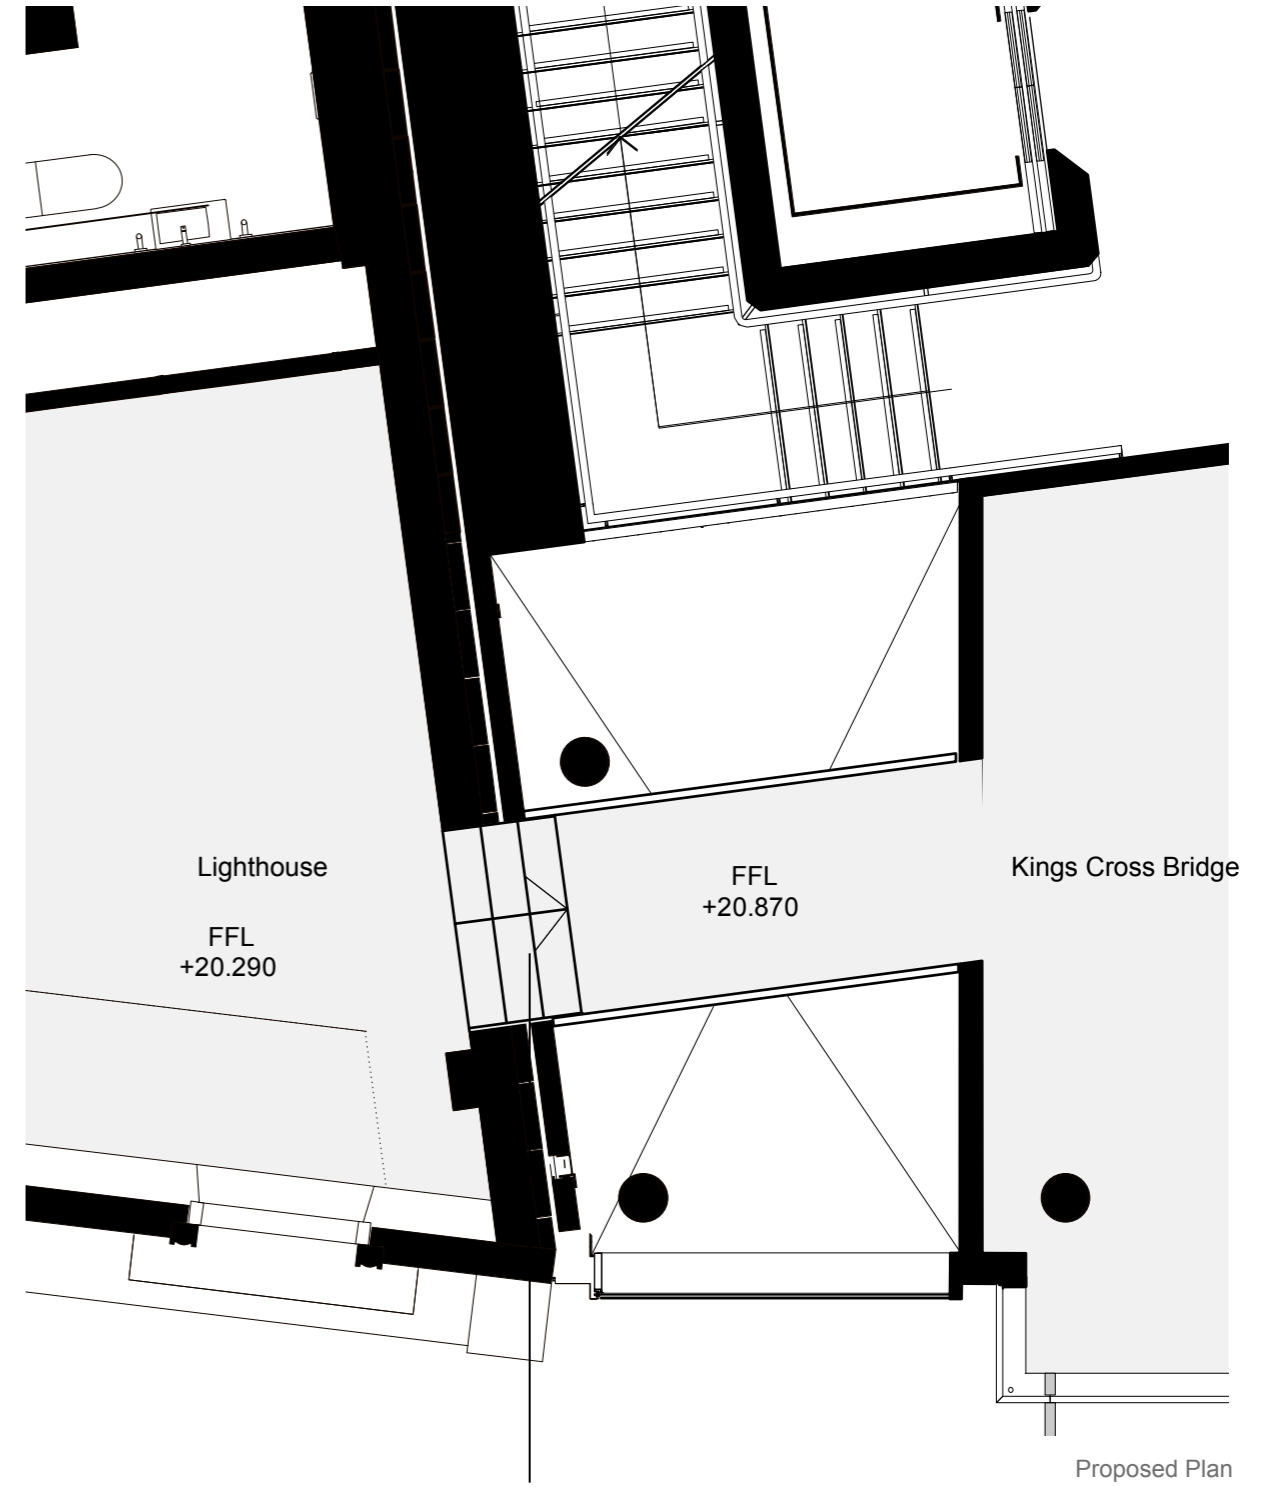 Lighthouse
FFL
+20.290
FFL
+20.870
Kings Cross Bridge
Proposed Plan